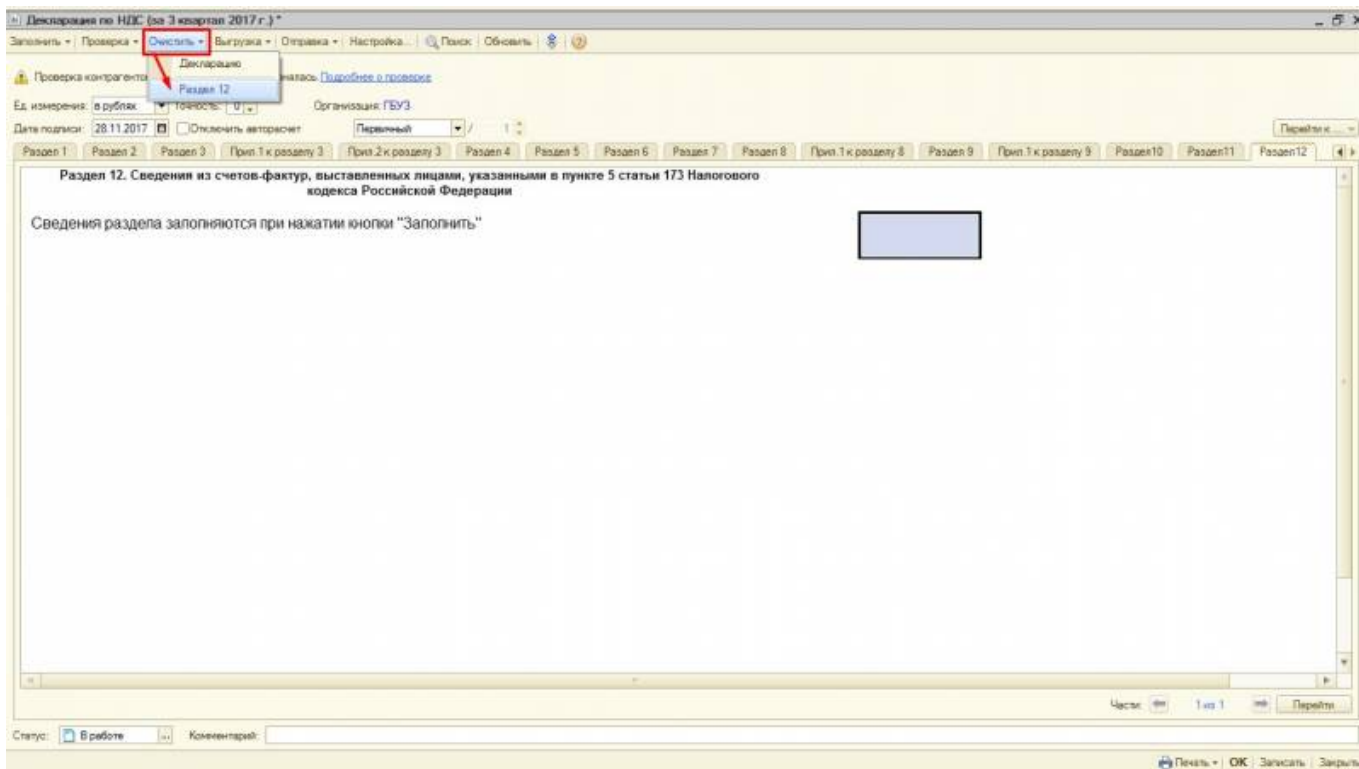 Декларация по НДС (за 3 квартал 2017 г.) *
Заполнить Проверка Очистить Выгрузка Отправка Настройка... Поиск Обновить
Декларацию
Раздел 12
Проверка контрагенто нялась Подробнее о проверке
Ед. измерения: в рублях Точность: 0 Организация: ГБУЗ
Дата подписи: 28.11.2017 Отключить авторасчет Первичный / 1 Перейти к ...
Раздел 1 Раздел 2 Раздел 3 Прил.1 к разделу 3 Прил.2 к разделу 3 Раздел 4 Раздел 5 Раздел 6 Раздел 7 Раздел 8 Прил.1 к разделу 8 Раздел 9 Прил.1 к разделу 9 Раздел10 Раздел11 Раздел12
Раздел 12. Сведения из счетов-фактур, выставленных лицами, указанными в пункте 5 статьи 173 Налогового
кодекса Российской Федерации
Сведения раздела заполняются при нажатии кнопки "Заполнить"
Части: 1 из 1 Перейти
Статус: В работе ... Комментарий:
Печать OK Записать Закрыть